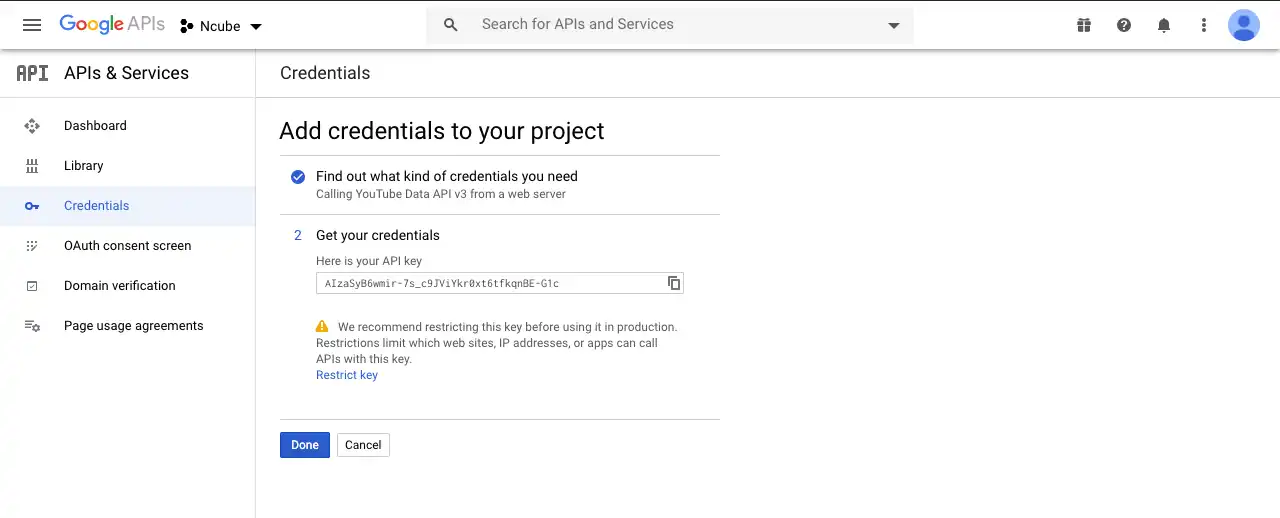 Google APIs
Ncube
Search for APIs and Services
API
APIs & Services
Credentials
Dashboard
Library
Credentials
OAuth consent screen
Domain verification
Page usage agreements
Add credentials to your project
Find out what kind of credentials you need
Calling YouTube Data API v3 from a web server
2 Get your credentials
Here is your API key
AIzaSyB6wmir-7s_c9JViYkr0xt6tfkqnBE-G1c
We recommend restricting this key before using it in production.
Restrictions limit which web sites, IP addresses, or apps can call
APIs with this key.
Restrict key
Done
Cancel